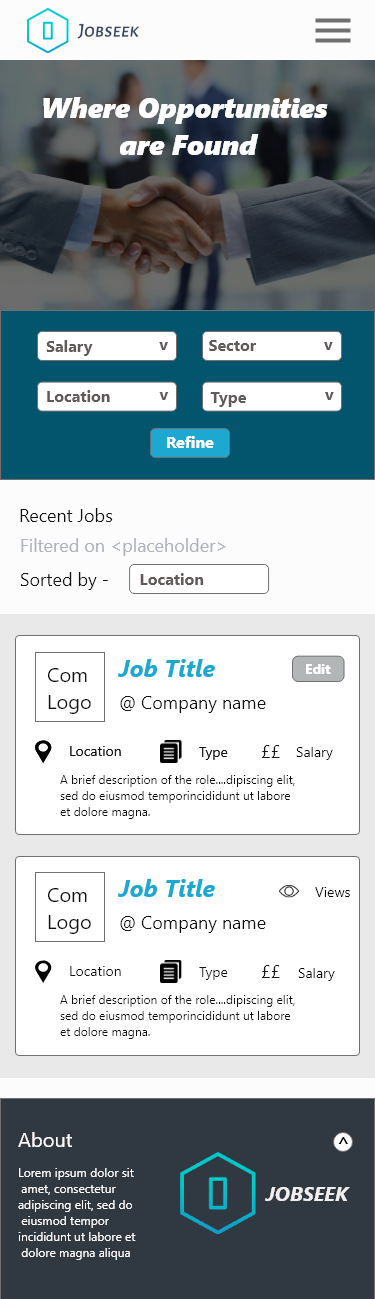 JOBSEEK
Where Opportunities
are Found
Salary v
Sector v
Location v
Type v
Refine
Recent Jobs
Filtered on <placeholder>
Sorted by - Location
Com
Logo
Job Title
Edit
@ Company name
Location Type ££ Salary
A brief description of the role....dipiscing elit,
sed do eiusmod temporincididunt ut labore
et dolore magna.
Com
Logo
Job Title
Views
@ Company name
Location Type ££ Salary
A brief description of the role....dipiscing elit,
sed do eiusmod temporincididunt ut labore
et dolore magna.
About
^
Lorem ipsum dolor sit
amet, consectetur
adipiscing elit, sed do
eiusmod tempor
incididunt ut labore et
dolore magna aliqua
JOBSEEK